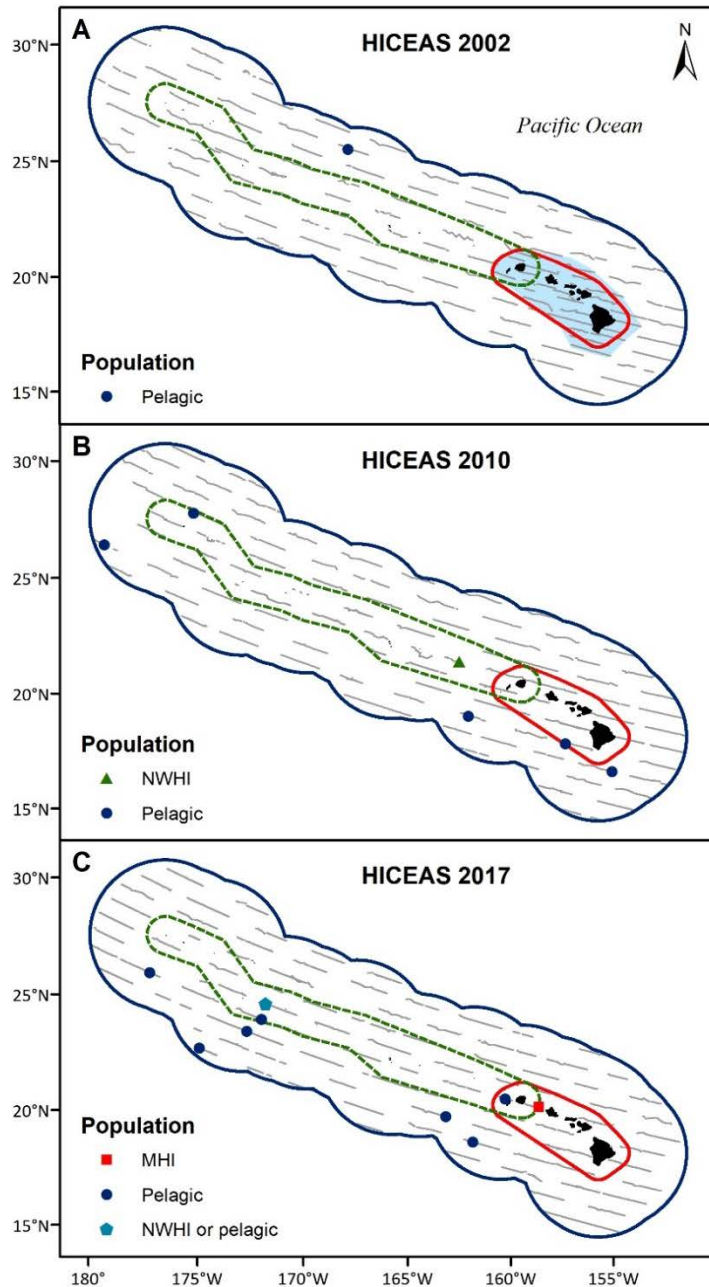 A
HICEAS 2002
N
Pacific Ocean
30°N
25°N
20°N
15°N
Population
Pelagic
B
HICEAS 2010
30°N
25°N
20°N
15°N
Population
NWHI
Pelagic
C
HICEAS 2017
30°N
25°N
20°N
15°N
Population
MHI
Pelagic
NWHI or pelagic
180° 175°W 170°W 165°W 160°W 155°W